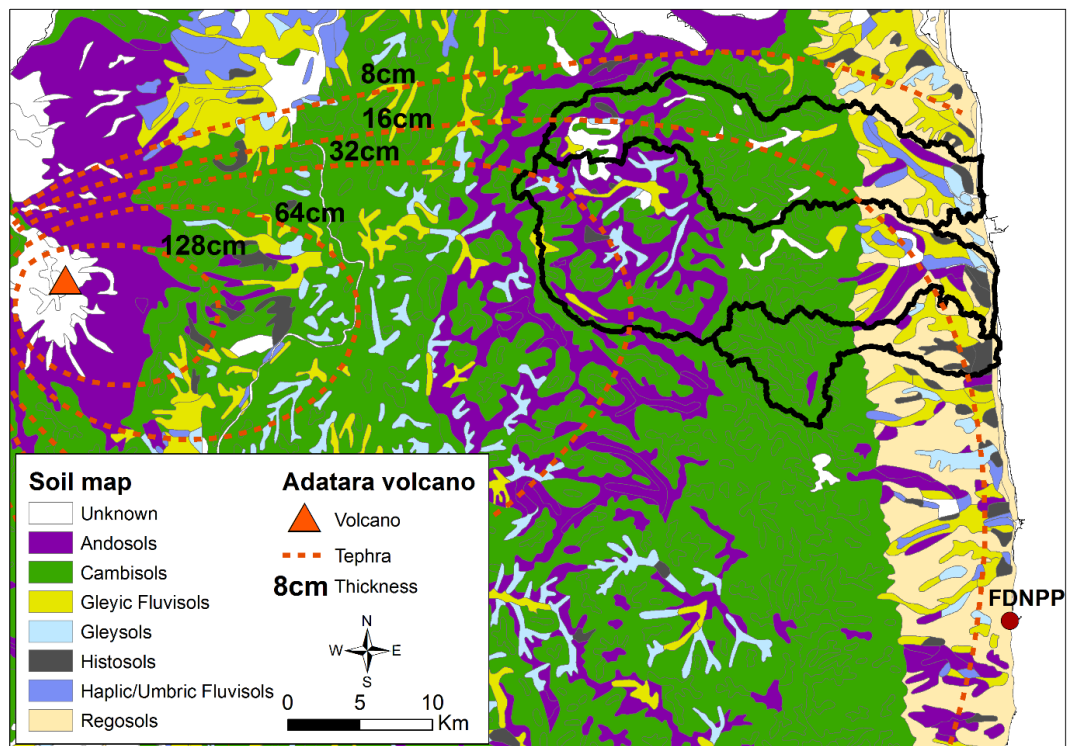 8cm
16cm
32cm
64cm
128cm
FDNPP
Soil map
Unknown
Andosols
Cambisols
Gleyic Fluvisols
Gleysols
Histosols
Haplic/Umbric Fluvisols
Regosols
Adatara volcano
Volcano
Tephra
8cm Thickness
N
W E
S
0 5 10
Km